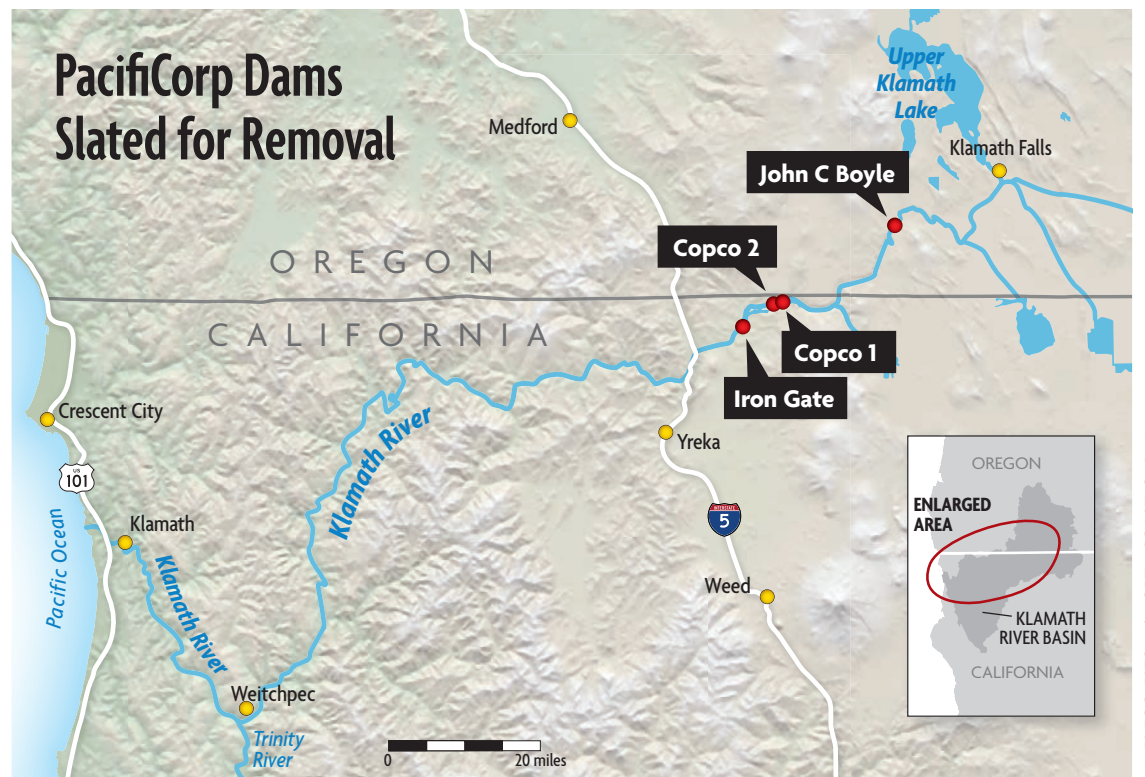 PacifiCorp Dams
Slated for Removal
Upper
Klamath
Lake
Medford
Klamath Falls
John C Boyle
Copco 2
OREGON
CALIFORNIA
Copco 1
Iron Gate
Crescent City
Klamath River
Yreka
US
101
OREGON
ENLARGED
AREA
INTERSTATE
5
Klamath
Pacific Ocean
Klamath River
Weed
KLAMATH
RIVER BASIN
CALIFORNIA
Weitchpec
Trinity
River
0
20 miles